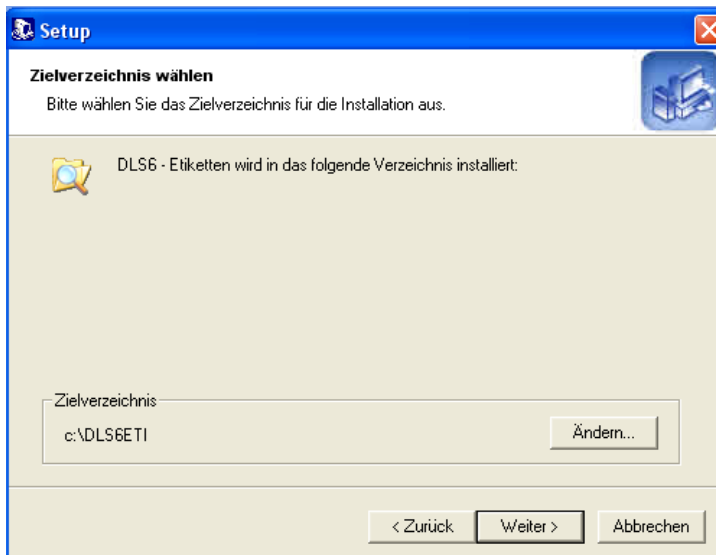 Setup
Zielverzeichnis wählen
Bitte wählen Sie das Zielverzeichnis für die Installation aus.
DLS6 - Etiketten wird in das folgende Verzeichnis installiert:
Zielverzeichnis
c:\DLS6ETI
Ändern...
< Zurück
Weiter >
Abbrechen